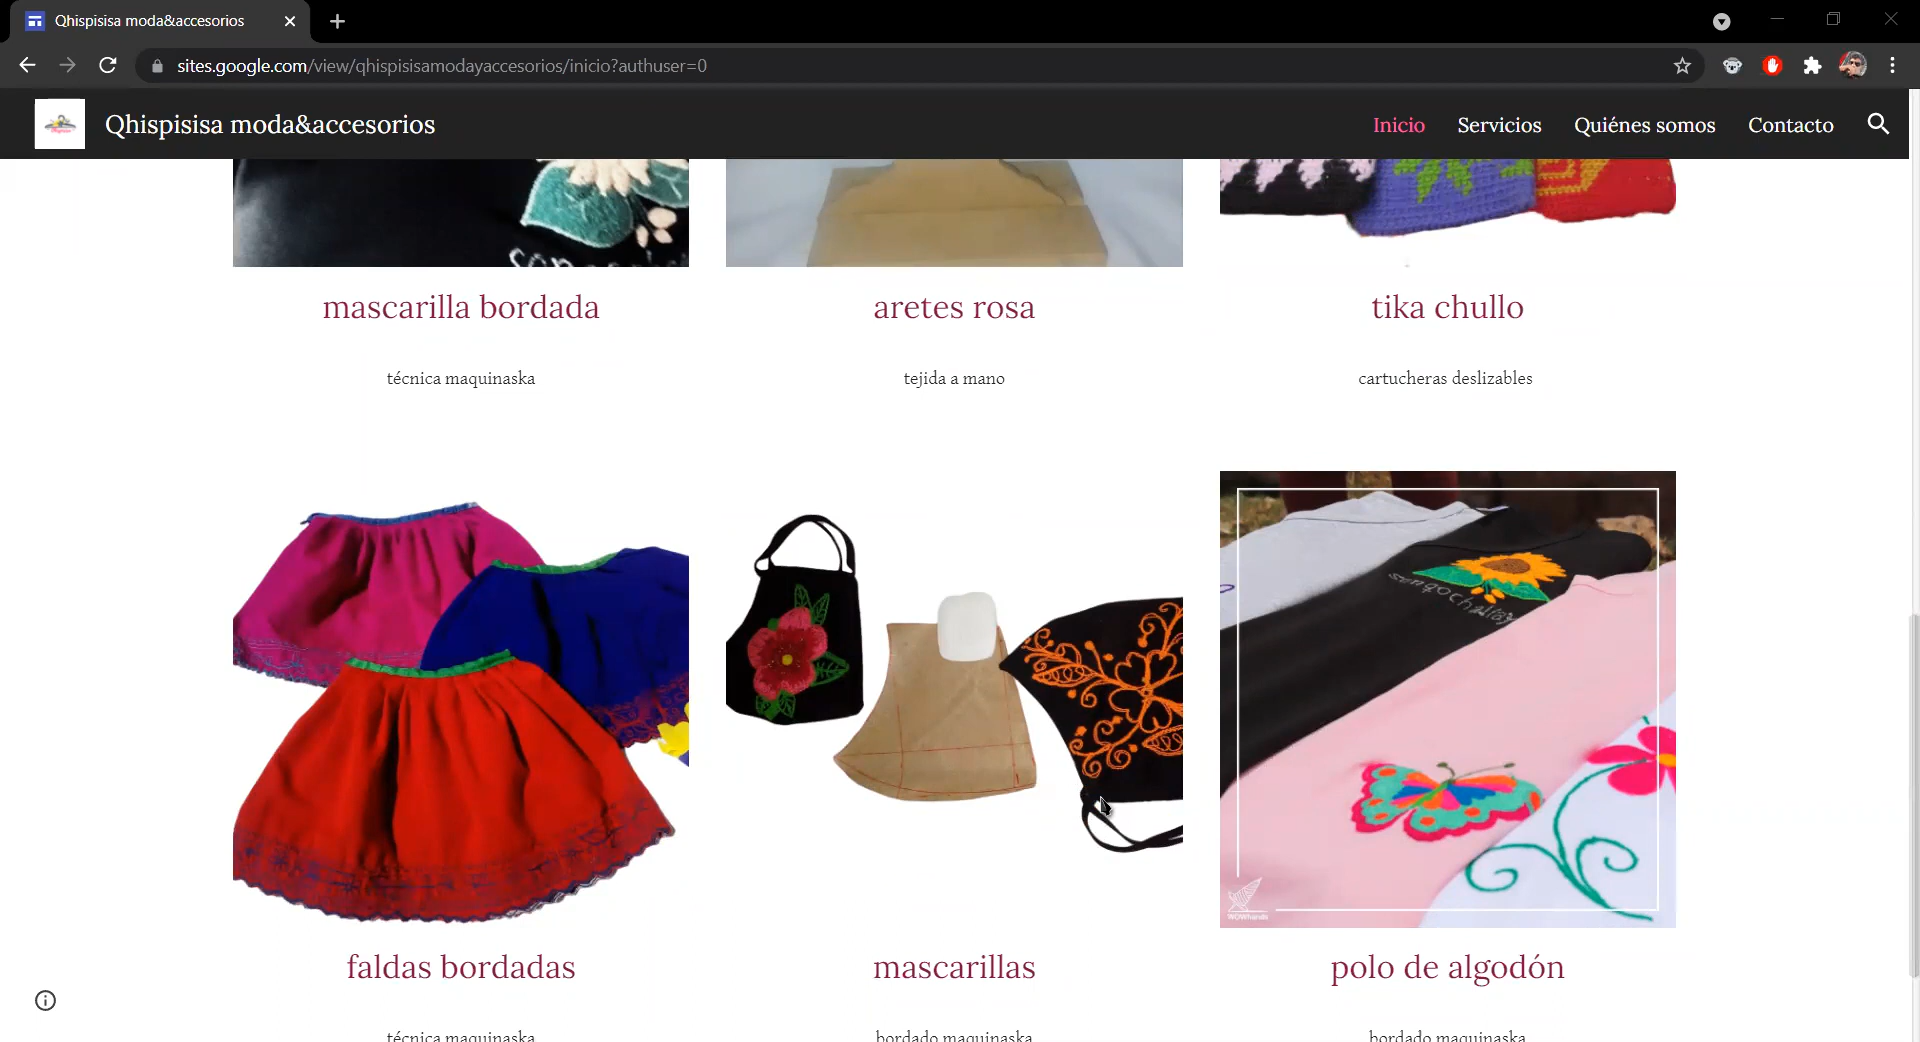 Qhispisisa moda&accesorios
sites.google.com/view/qhispisisamodayaccesorios/inicio?authuser=0
Qhispisisa moda&accesorios
Inicio
Servicios
Quiénes somos
Contacto
mascarilla bordada
aretes rosa
tika chullo
técnica maquinaska
tejida a mano
cartucheras deslizables
WOWhands
faldas bordadas
mascarillas
polo de algodón
técnica maquinaska
bordado maquinaska
bordado maquinaska